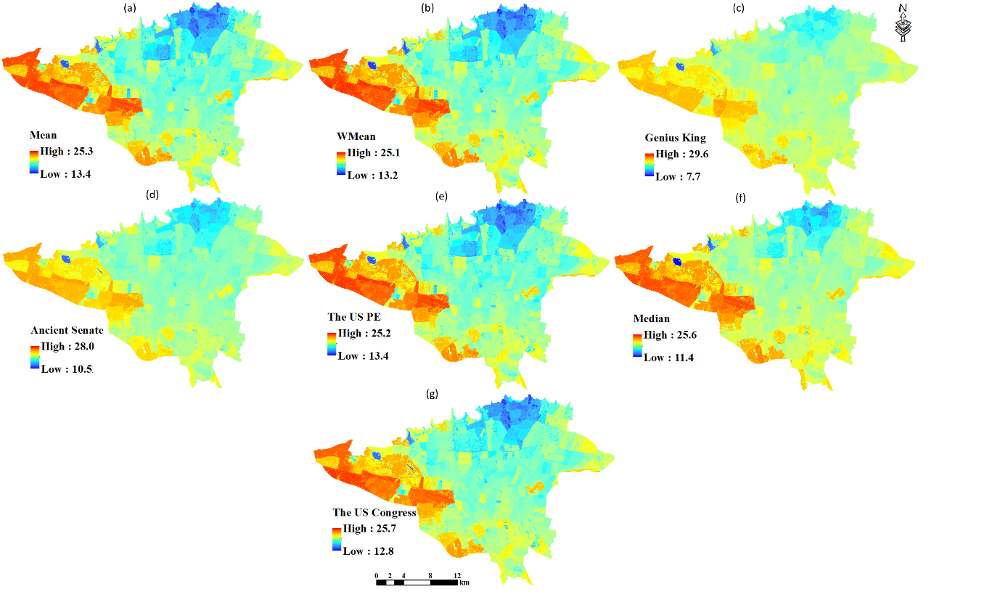 (a)
(b)
(c)
N
Mean
High : 25.3
Low : 13.4
WMean
High : 25.1
Low : 13.2
Genius King
High : 29.6
Low : 7.7
(d)
(e)
(f)
Ancient Senate
High : 28.0
Low : 10.5
The US PE
High : 25.2
Low : 13.4
Median
High : 25.6
Low : 11.4
(g)
The US Congress
High : 25.7
Low : 12.8
0 2 4 8 12
km